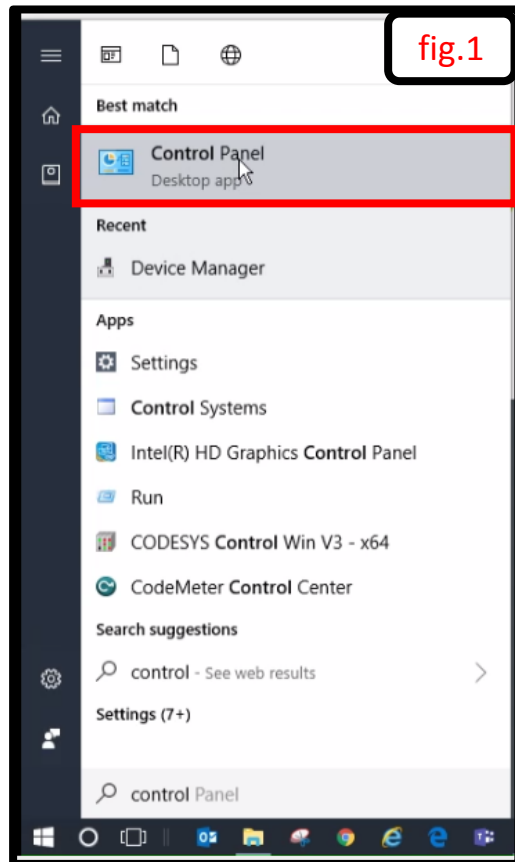 fig.1
Best match
Control Panel
Desktop app
Recent
Device Manager
Apps
Settings
Control Systems
Intel(R) HD Graphics Control Panel
Run
CODESYS Control Win V3 - x64
CodeMeter Control Center
Search suggestions
control - See web results
Settings (7+)
control Panel